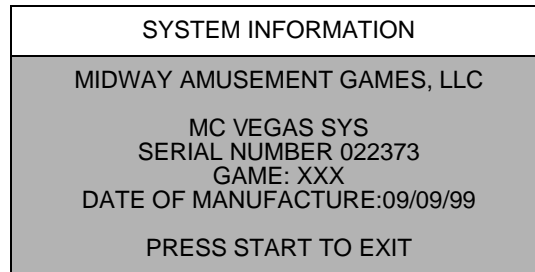 SYSTEM INFORMATION
MIDWAY AMUSEMENT GAMES, LLC
MC VEGAS SYS
SERIAL NUMBER 022373
GAME: XXX
DATE OF MANUFACTURE:09/09/99
PRESS START TO EXIT